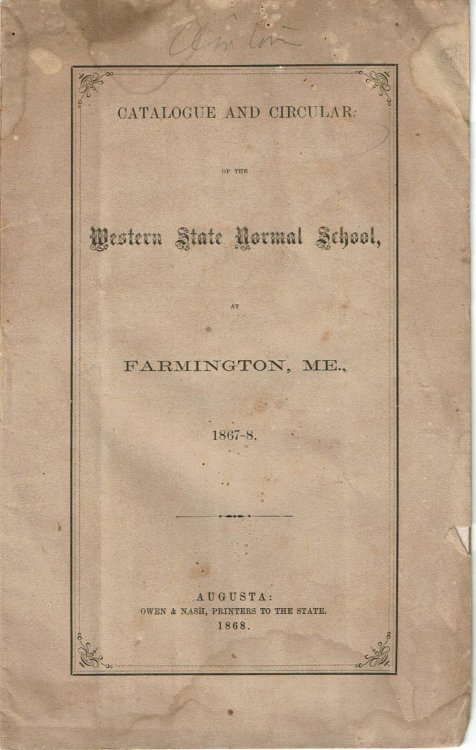 Clinton
CATALOGUE AND CIRCULAR
OF THE
Western State Normal School,
AT
FARMINGTON, ME.,
1867-8.
AUGUSTA:
OWEN & NASH, PRINTERS TO THE STATE.
1868.